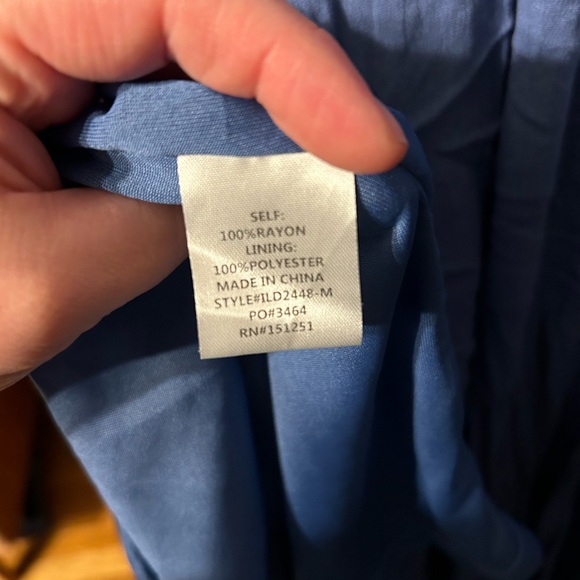 SELF:
100%RAYON
LINING:
100%POLYESTER
MADE IN CHINA
STYLE#ILD2448-M
PO#3464
RN#151251